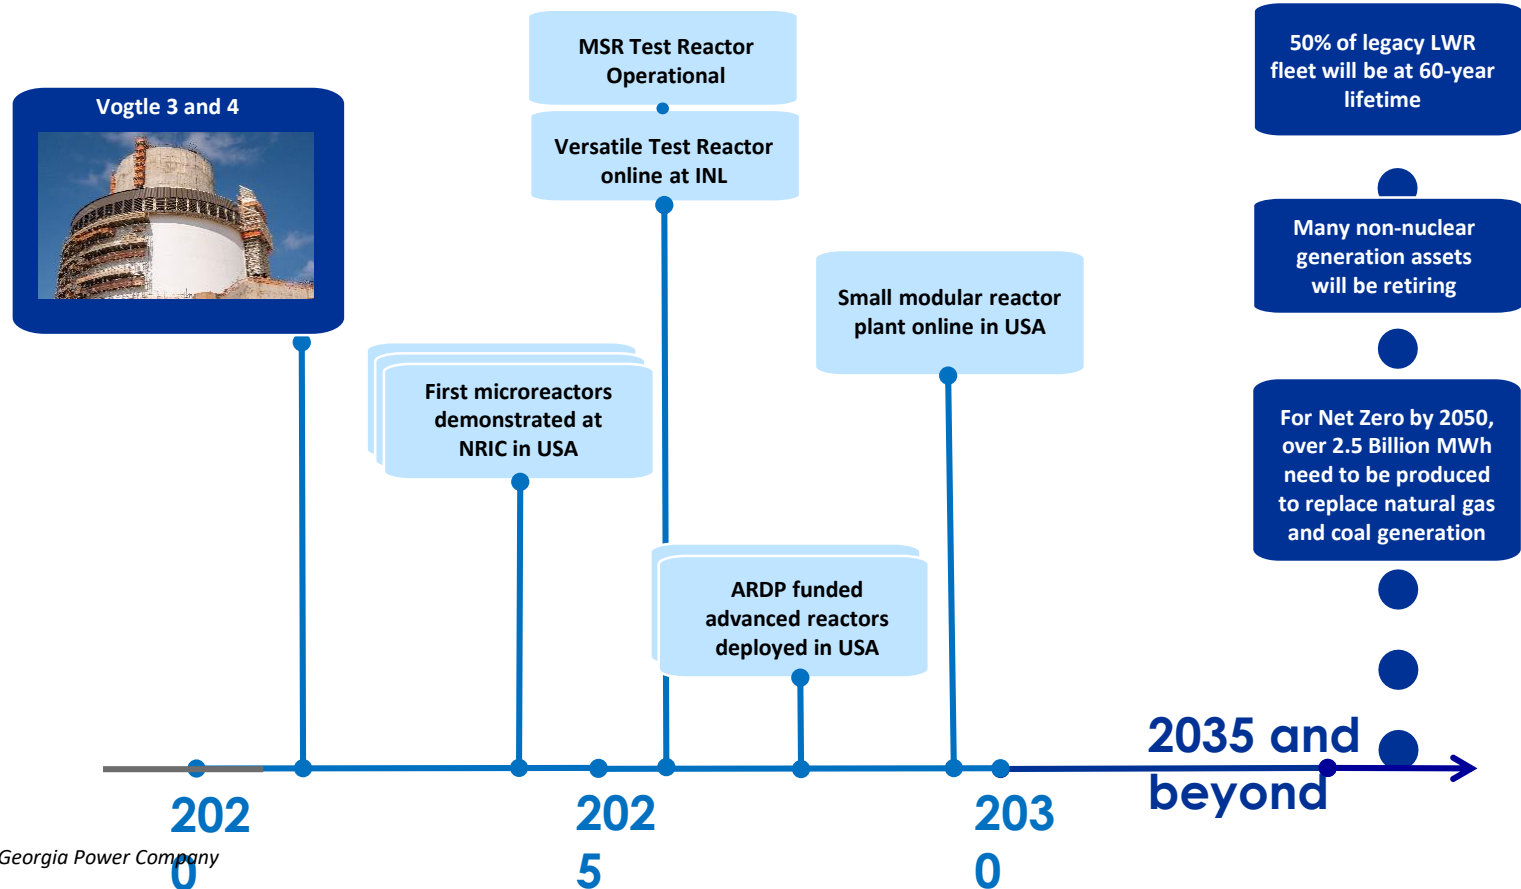 MSR Test Reactor
Operational
50% of legacy LWR
fleet will be at 60-year
lifetime
Vogtle 3 and 4
Versatile Test Reactor
online at INL
Many non-nuclear
generation assets
will be retiring
Small modular reactor
plant online in USA
First microreactors
demonstrated at
NRIC in USA
For Net Zero by 2050,
over 2.5 Billion MWh
need to be produced
to replace natural gas
and coal generation
ARDP funded
advanced reactors
deployed in USA
2035 and
beyond
202
0
202
5
203
0
Georgia Power Company